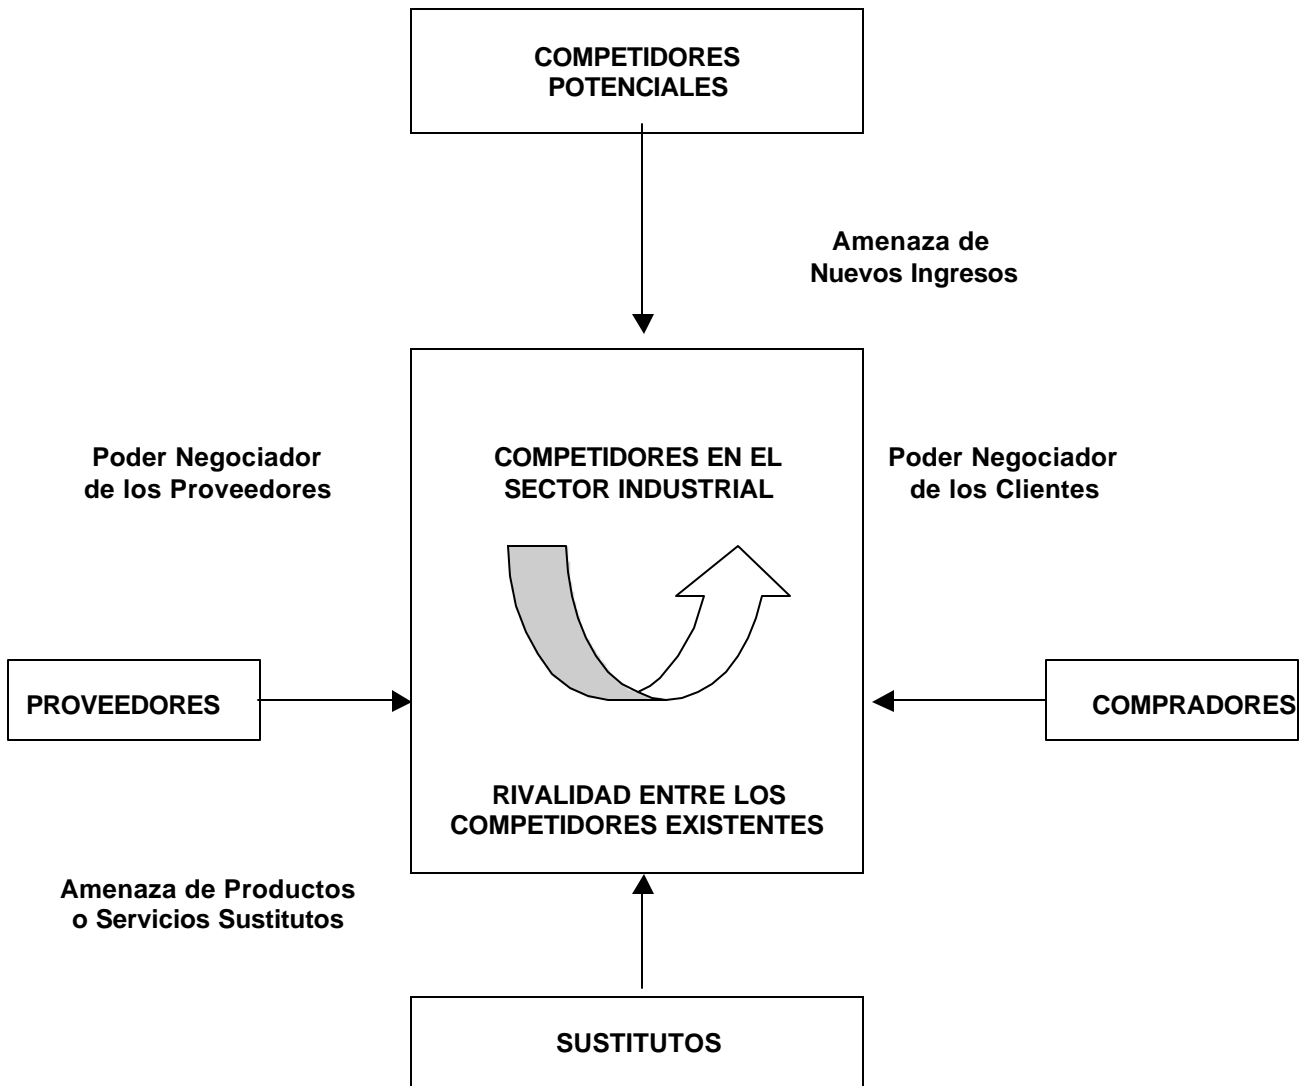 COMPETIDORES
POTENCIALES
Amenaza de
Nuevos Ingresos
Poder Negociador
de los Proveedores
COMPETIDORES EN EL
SECTOR INDUSTRIAL
Poder Negociador
de los Clientes
PROVEEDORES
COMPRADORES
RIVALIDAD ENTRE LOS
COMPETIDORES EXISTENTES
Amenaza de Productos
o Servicios Sustitutos
SUSTITUTOS